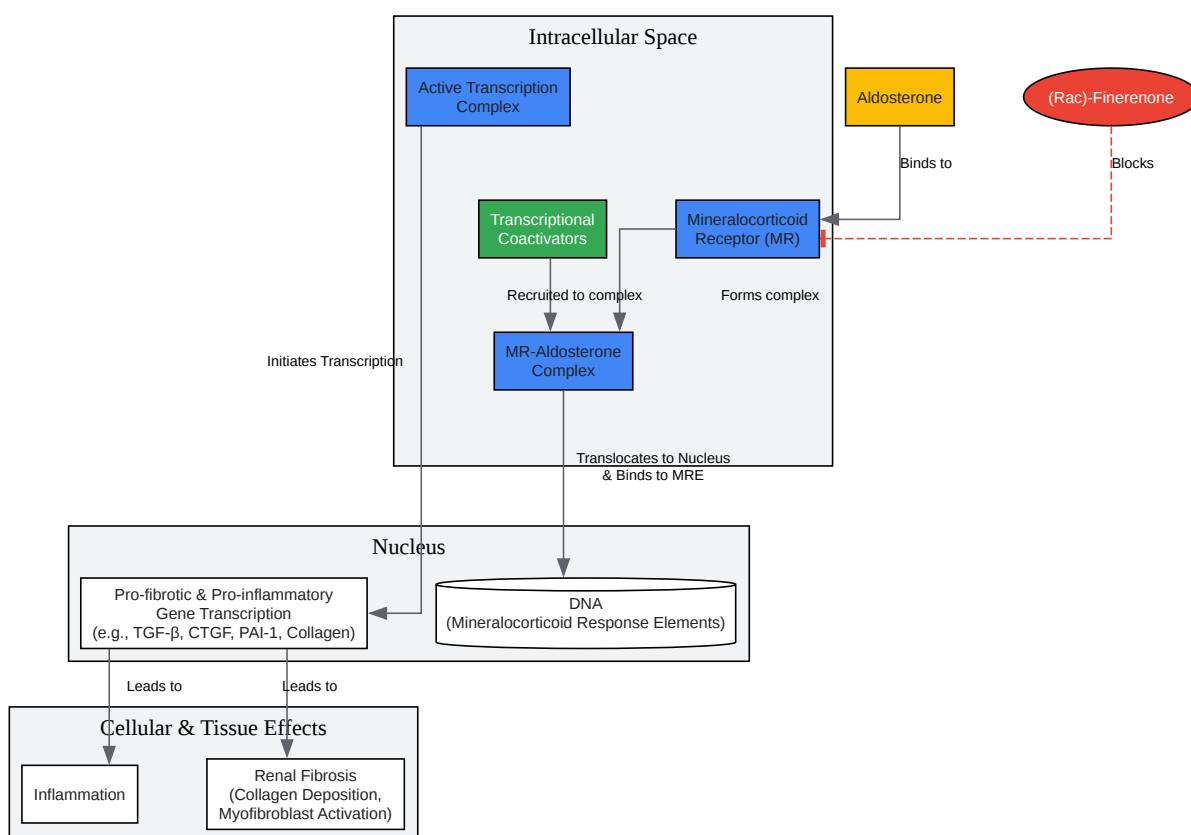 Intracellular Space
Active Transcription
Complex
Aldosterone
(Rac)-Finerenone
Binds to
Blocks
Transcriptional
Coactivators
Mineralocorticoid
Receptor (MR)
Recruited to complex
Forms complex
MR-Aldosterone
Complex
Initiates Transcription
Translocates to Nucleus
& Binds to MRE
Nucleus
Pro-fibrotic & Pro-inflammatory
Gene Transcription
(e.g., TGF-β, CTGF, PAI-1, Collagen)
DNA
(Mineralocorticoid Response Elements)
Leads to
Leads to
Cellular & Tissue Effects
Inflammation
Renal Fibrosis
(Collagen Deposition,
Myofibroblast Activation)